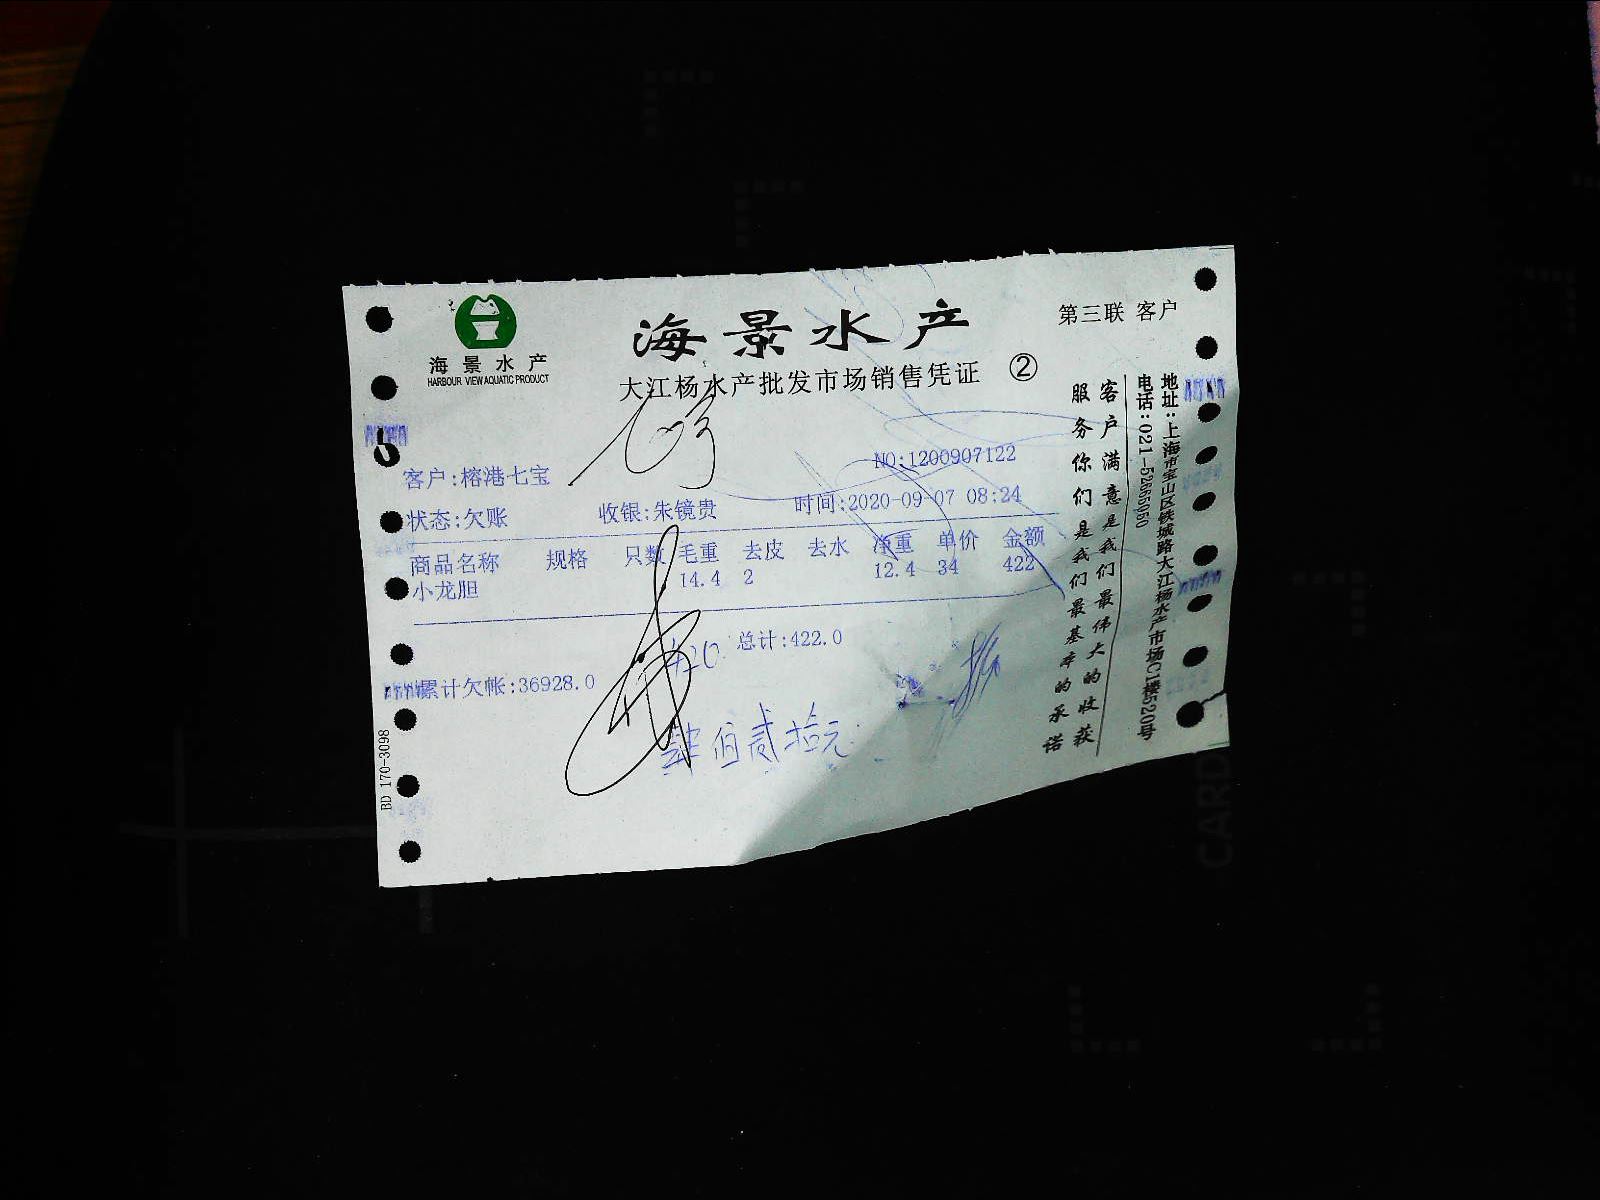 海景水产
HARBOUR VIEW AQUATIC PRODUCT
海景水产
第三联 客户
大江杨水产批发市场销售凭证 ②
NO:1200907122
客户:榕港七宝
状态:欠账 收银:朱镜贵 时间:2020-09-07 08:24
商品名称 规格 只数 毛重 去皮 去水 净重 单价 金额
小龙胆 14.4 2 12.4 34 422
420 总计:422.0
累计欠帐:36928.0
肆佰贰拾元
BD 170-3098
客户满意是我们最伟大的收获
服务你们是我们最基本的承诺
地址:上海市宝山区铁城路大江杨水产市场C1楼520号
电话:021-52665060